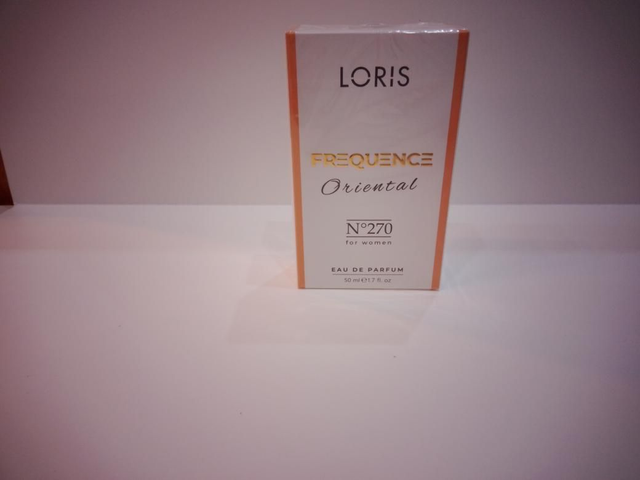 LORIS
FREQUENCE
Oriental
N°270
for women
EAU DE PARFUM
50 ml e 1.7 fl. oz